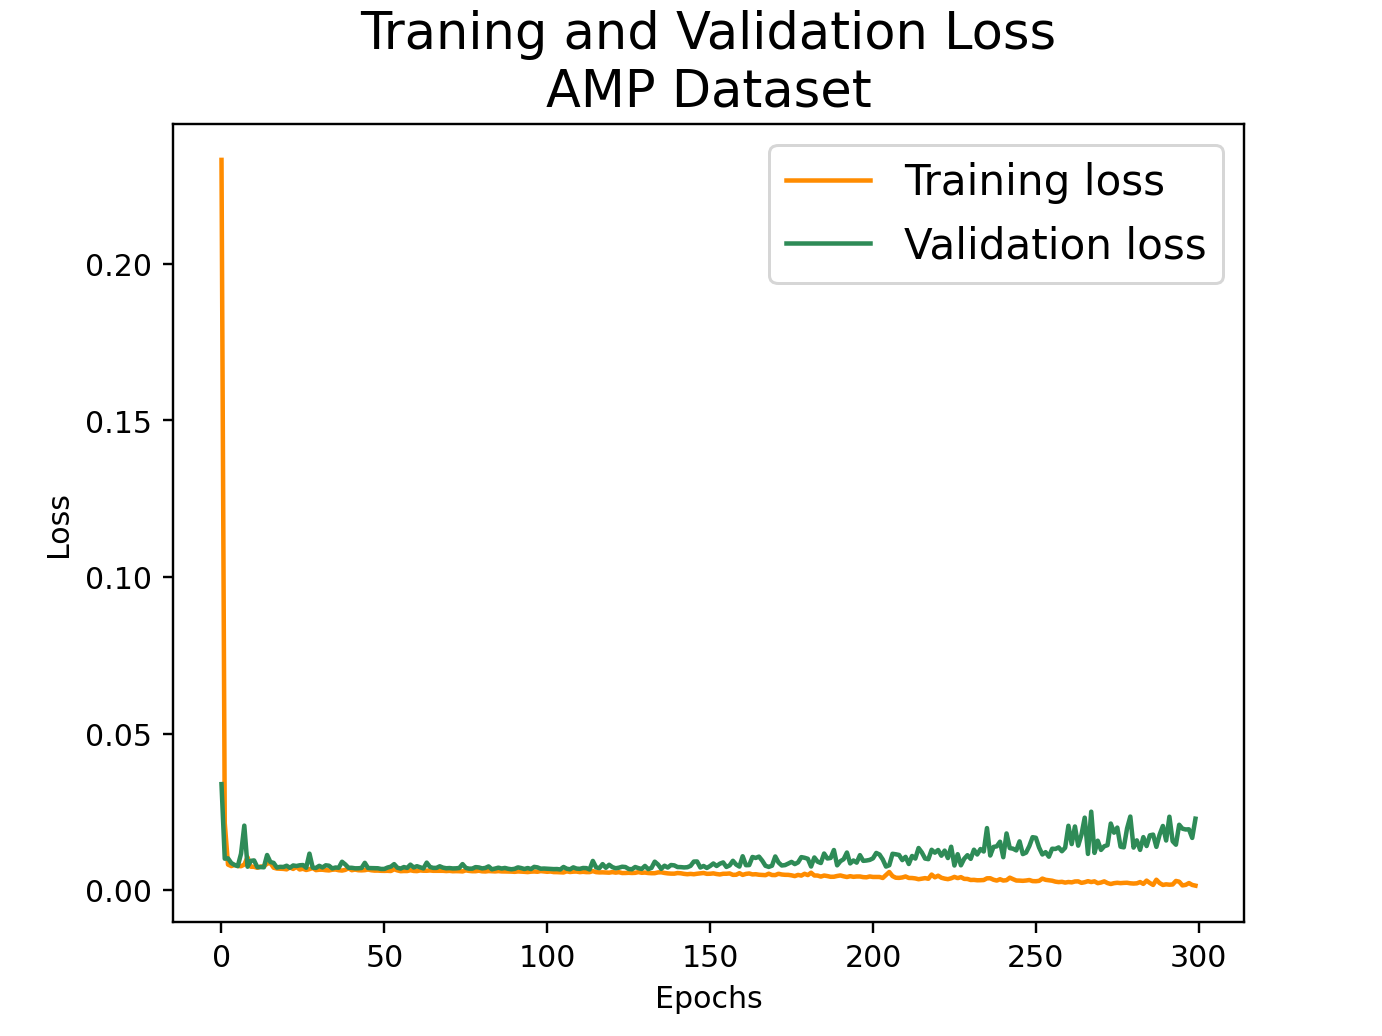 Traning and Validation Loss
AMP Dataset
Training loss
Validation loss
0.20
0.15
0.10
0.05
0.00
Loss
0 50 100 150 200 250 300
Epochs